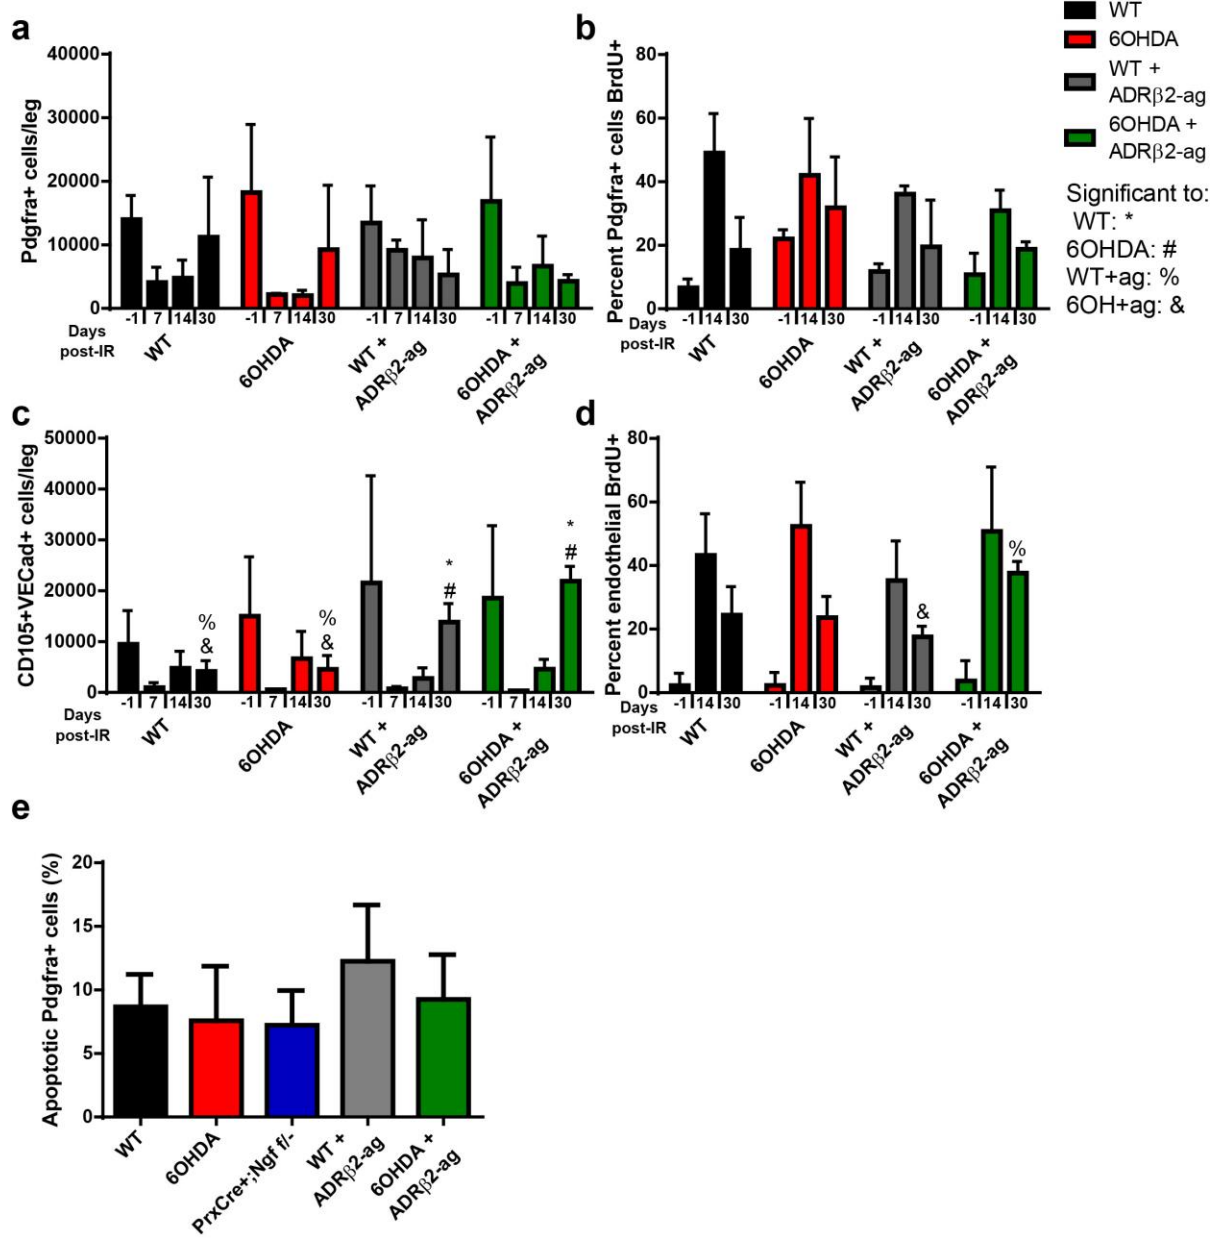 a
Pdgfra+ cells/leg
40000
30000
20000
10000
0
Days
post-IR
-1 7 14 30 -1 7 14 30 -1 7 14 30 -1 7 14 30
WT
6OHDA
WT +
ADRβ2-ag
6OHDA +
ADRβ2-ag
b
Percent Pdgfra+ cells BrdU+
80
60
40
20
0
Days
post-IR
-1 14 30 -1 14 30 -1 14 30 -1 14 30
WT
6OHDA
WT +
ADRβ2-ag
6OHDA +
ADRβ2-ag
WT
6OHDA
WT +
ADRβ2-ag
6OHDA +
ADRβ2-ag
Significant to:
WT: *
6OHDA: #
WT+ag: %
6OH+ag: &
c
CD105+VECad+ cells/leg
50000
40000
30000
20000
10000
0
%
&
%
&
*
#
*
#
Days
post-IR
-1 7 14 30 -1 7 14 30 -1 7 14 30 -1 7 14 30
WT
6OHDA
WT +
ADRβ2-ag
6OHDA +
ADRβ2-ag
d
Percent endothelial BrdU+
80
60
40
20
0
&
%
Days
post-IR
-1 14 30 -1 14 30 -1 14 30 -1 14 30
WT
6OHDA
WT +
ADRβ2-ag
6OHDA +
ADRβ2-ag
e
Apoptotic Pdgfra+ cells (%)
20
15
10
5
0
WT
6OHDA
PrxCre+;Ngf f/-
WT +
ADRβ2-ag
6OHDA +
ADRβ2-ag